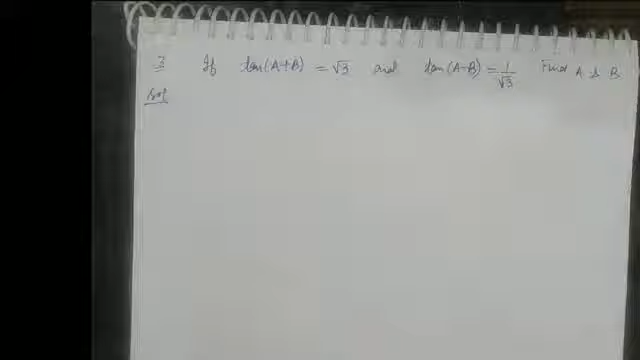 3 If tan(A+B) = √3 and tan(A-B) = 1/√3 Find A & B
Sol